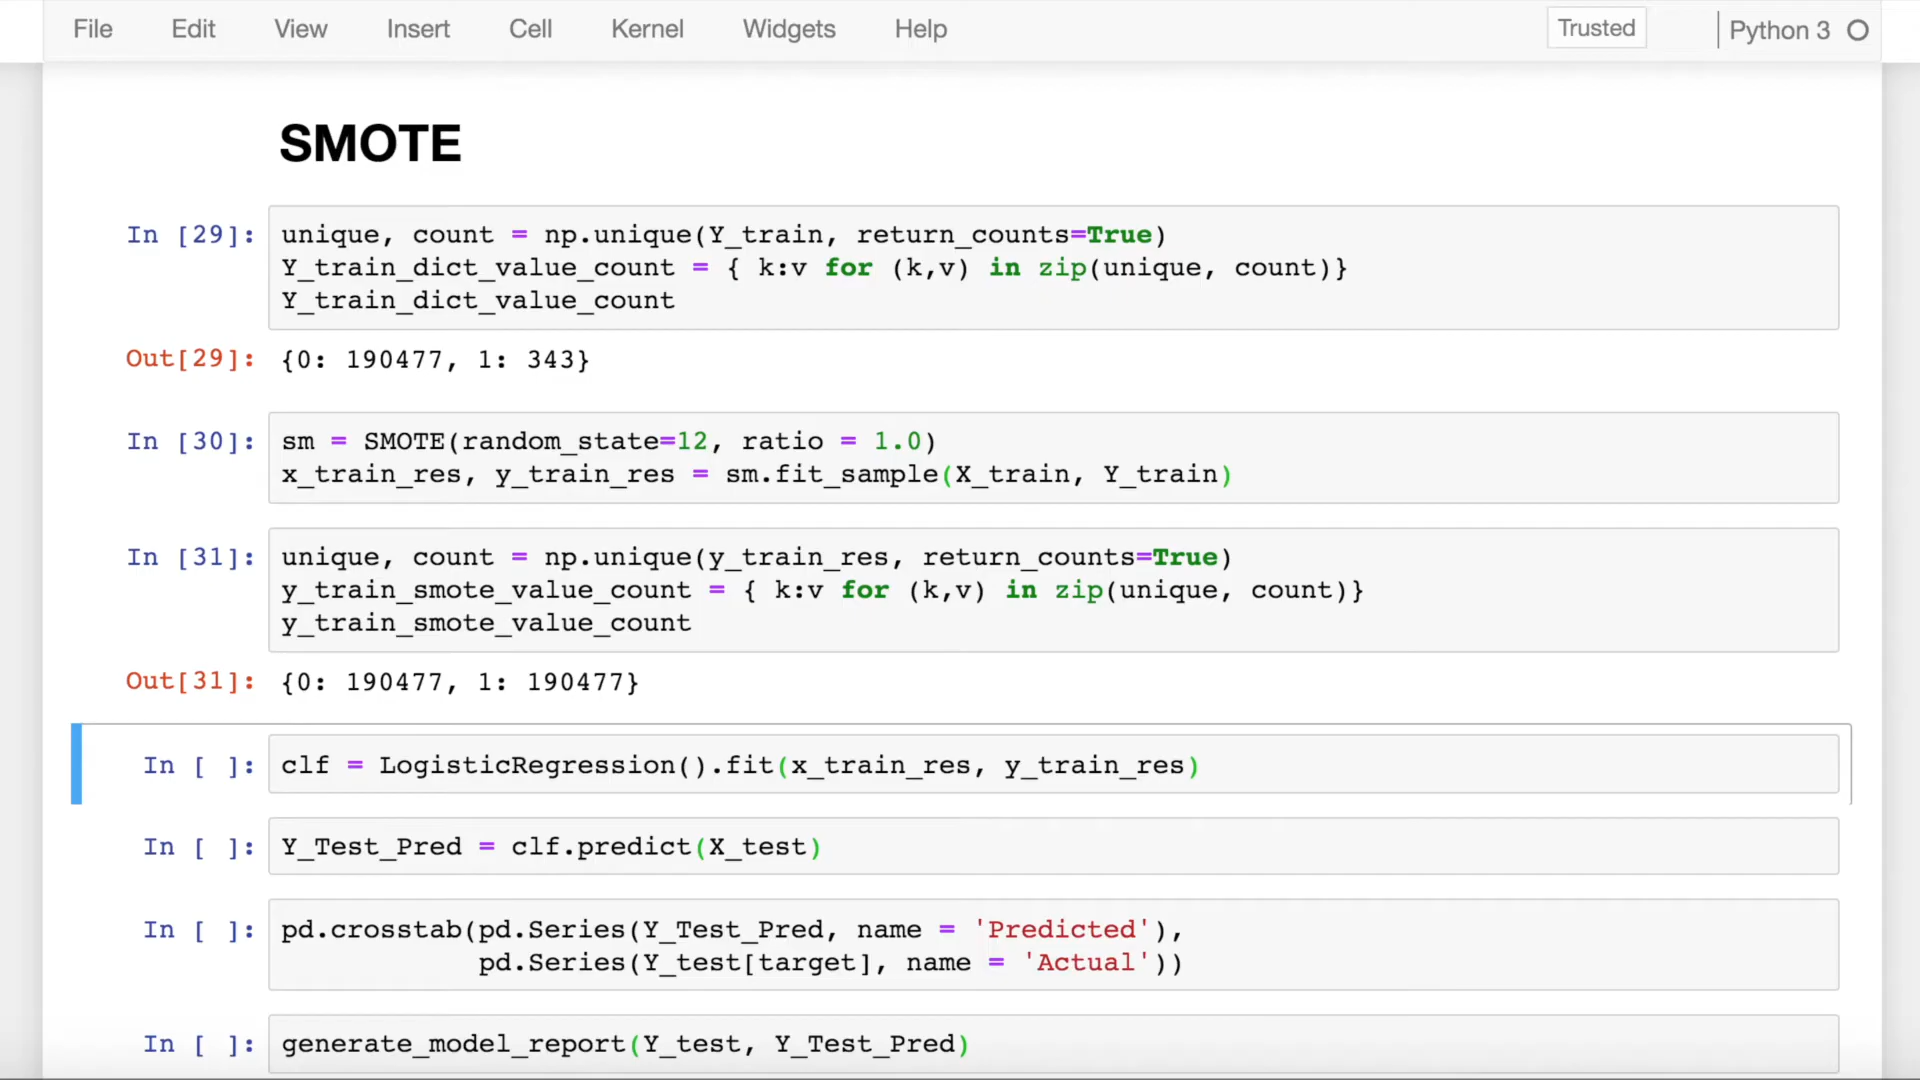 File Edit View Insert Cell Kernel Widgets Help Trusted Python 3
SMOTE
In [29]: unique, count = np.unique(Y_train, return_counts=True)
Y_train_dict_value_count = { k:v for (k,v) in zip(unique, count)}
Y_train_dict_value_count
Out[29]: {0: 190477, 1: 343}
In [30]: sm = SMOTE(random_state=12, ratio = 1.0)
x_train_res, y_train_res = sm.fit_sample(X_train, Y_train)
In [31]: unique, count = np.unique(y_train_res, return_counts=True)
y_train_smote_value_count = { k:v for (k,v) in zip(unique, count)}
y_train_smote_value_count
Out[31]: {0: 190477, 1: 190477}
In [ ]: clf = LogisticRegression().fit(x_train_res, y_train_res)
In [ ]: Y_Test_Pred = clf.predict(X_test)
In [ ]: pd.crosstab(pd.Series(Y_Test_Pred, name = 'Predicted'),
pd.Series(Y_test[target], name = 'Actual'))
In [ ]: generate_model_report(Y_test, Y_Test_Pred)